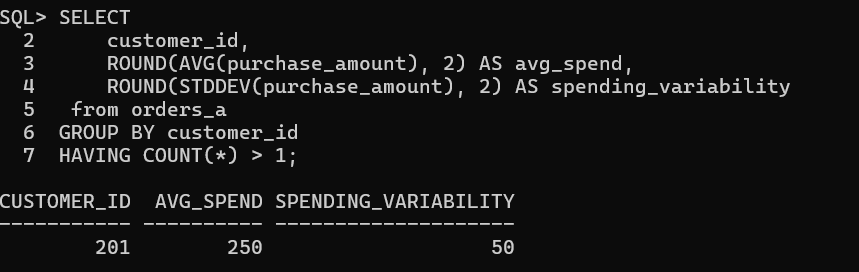 SQL> SELECT
  2      customer_id,
  3      ROUND(AVG(purchase_amount), 2) AS avg_spend,
  4      ROUND(STDDEV(purchase_amount), 2) AS spending_variability
  5   from orders_a
  6  GROUP BY customer_id
  7  HAVING COUNT(*) > 1;

CUSTOMER_ID  AVG_SPEND SPENDING_VARIABILITY
----------- ---------- --------------------
        201        250                   50